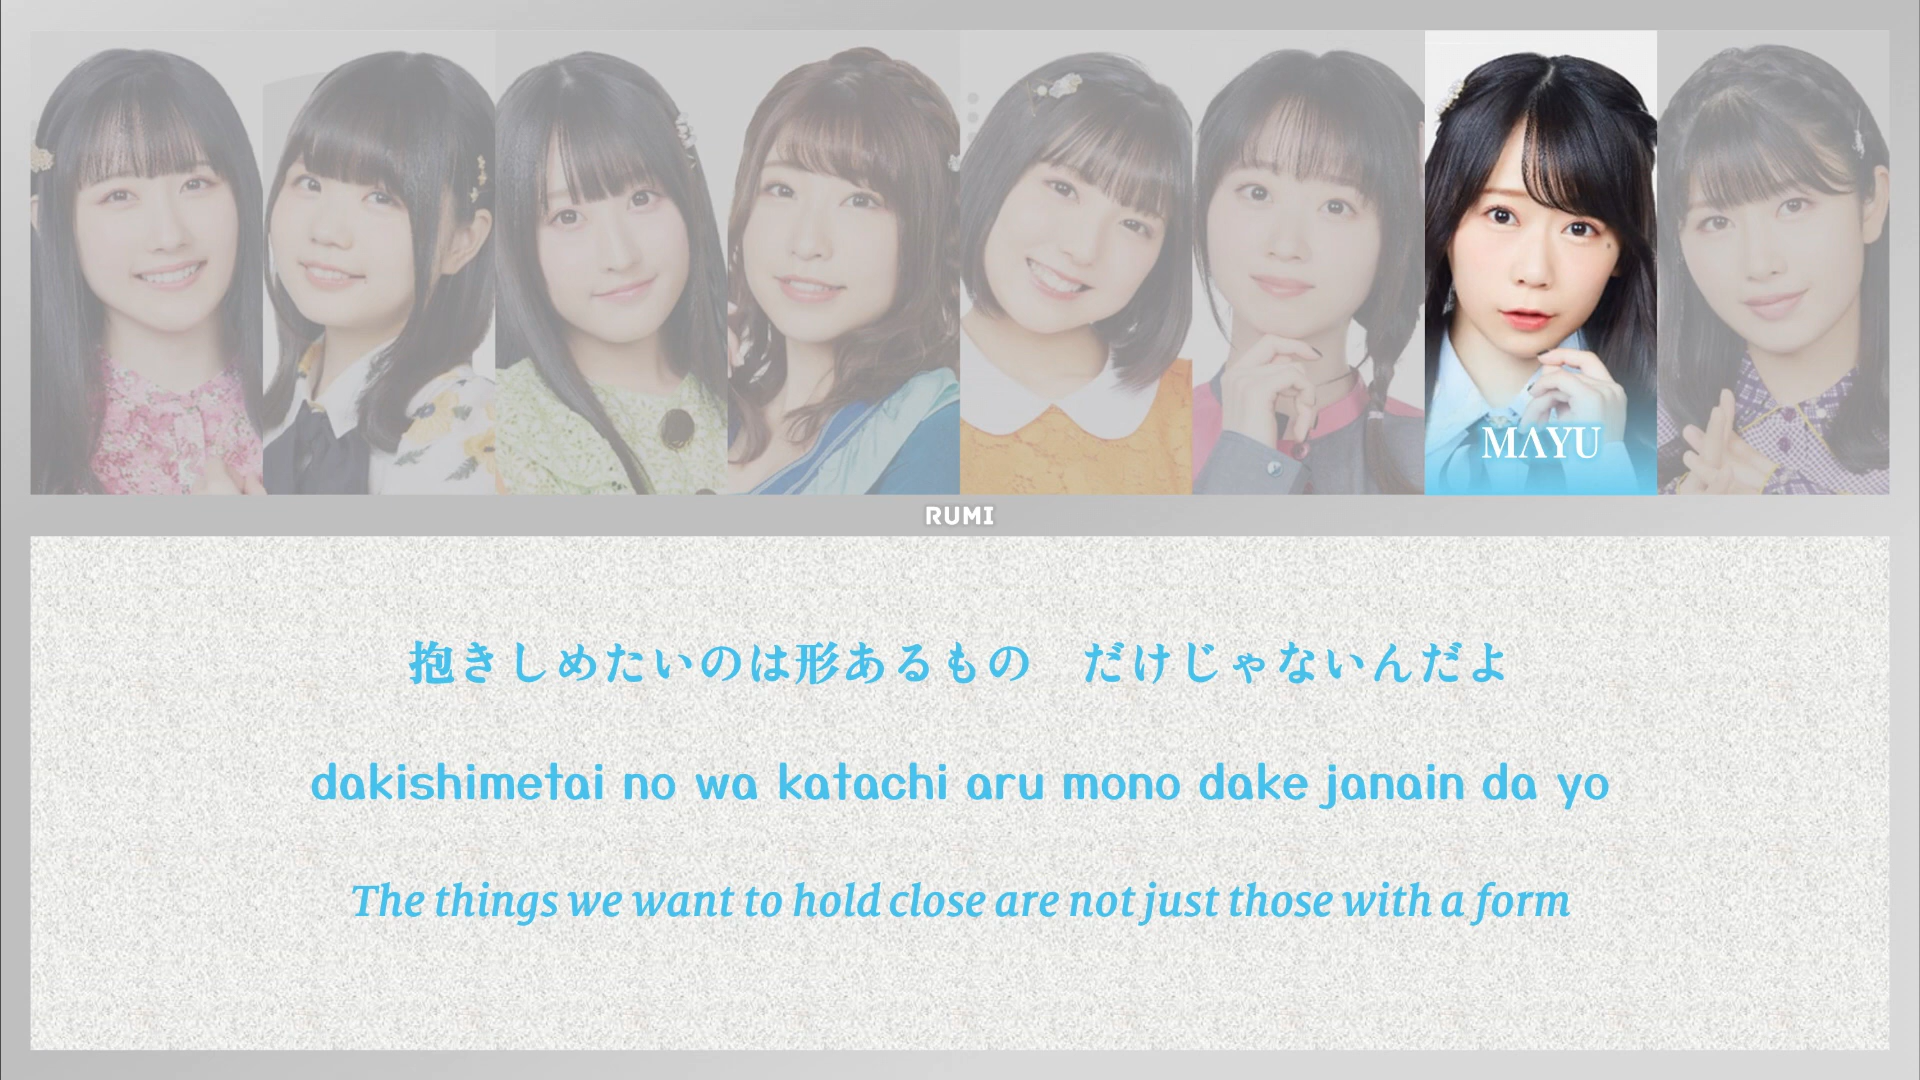 MAYU
RUMI
抱きしめたいのは形あるもの　だけじゃないんだよ
dakishimetai no wa katachi aru mono dake janain da yo
The things we want to hold close are not just those with a form